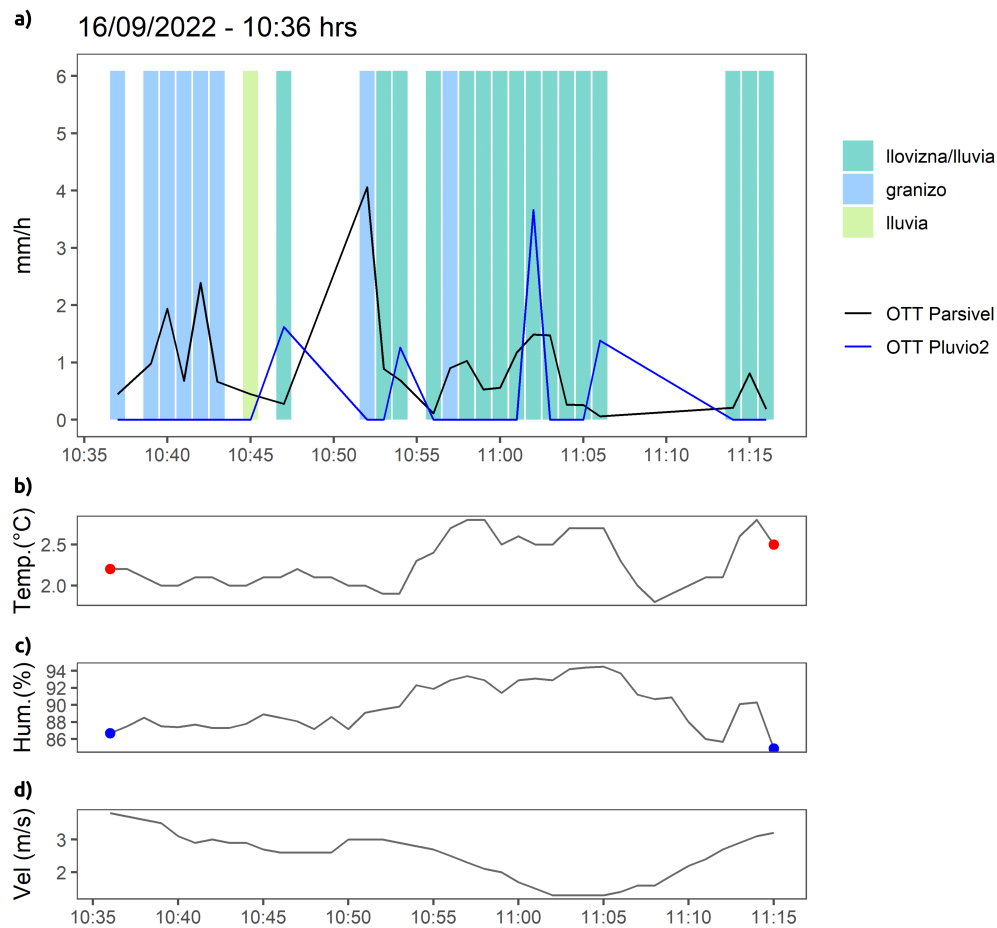 a)
16/09/2022 - 10:36 hrs
mm/h
6
5
4
3
2
1
0
10:35 10:40 10:45 10:50 10:55 11:00 11:05 11:10 11:15
llovizna/lluvia
granizo
lluvia
OTT Parsivel
OTT Pluvio2
b)
Temp.(°C)
2.5
2.0
c)
Hum.(%)
94
92
90
88
86
d)
Vel (m/s)
3
2
10:35 10:40 10:45 10:50 10:55 11:00 11:05 11:10 11:15